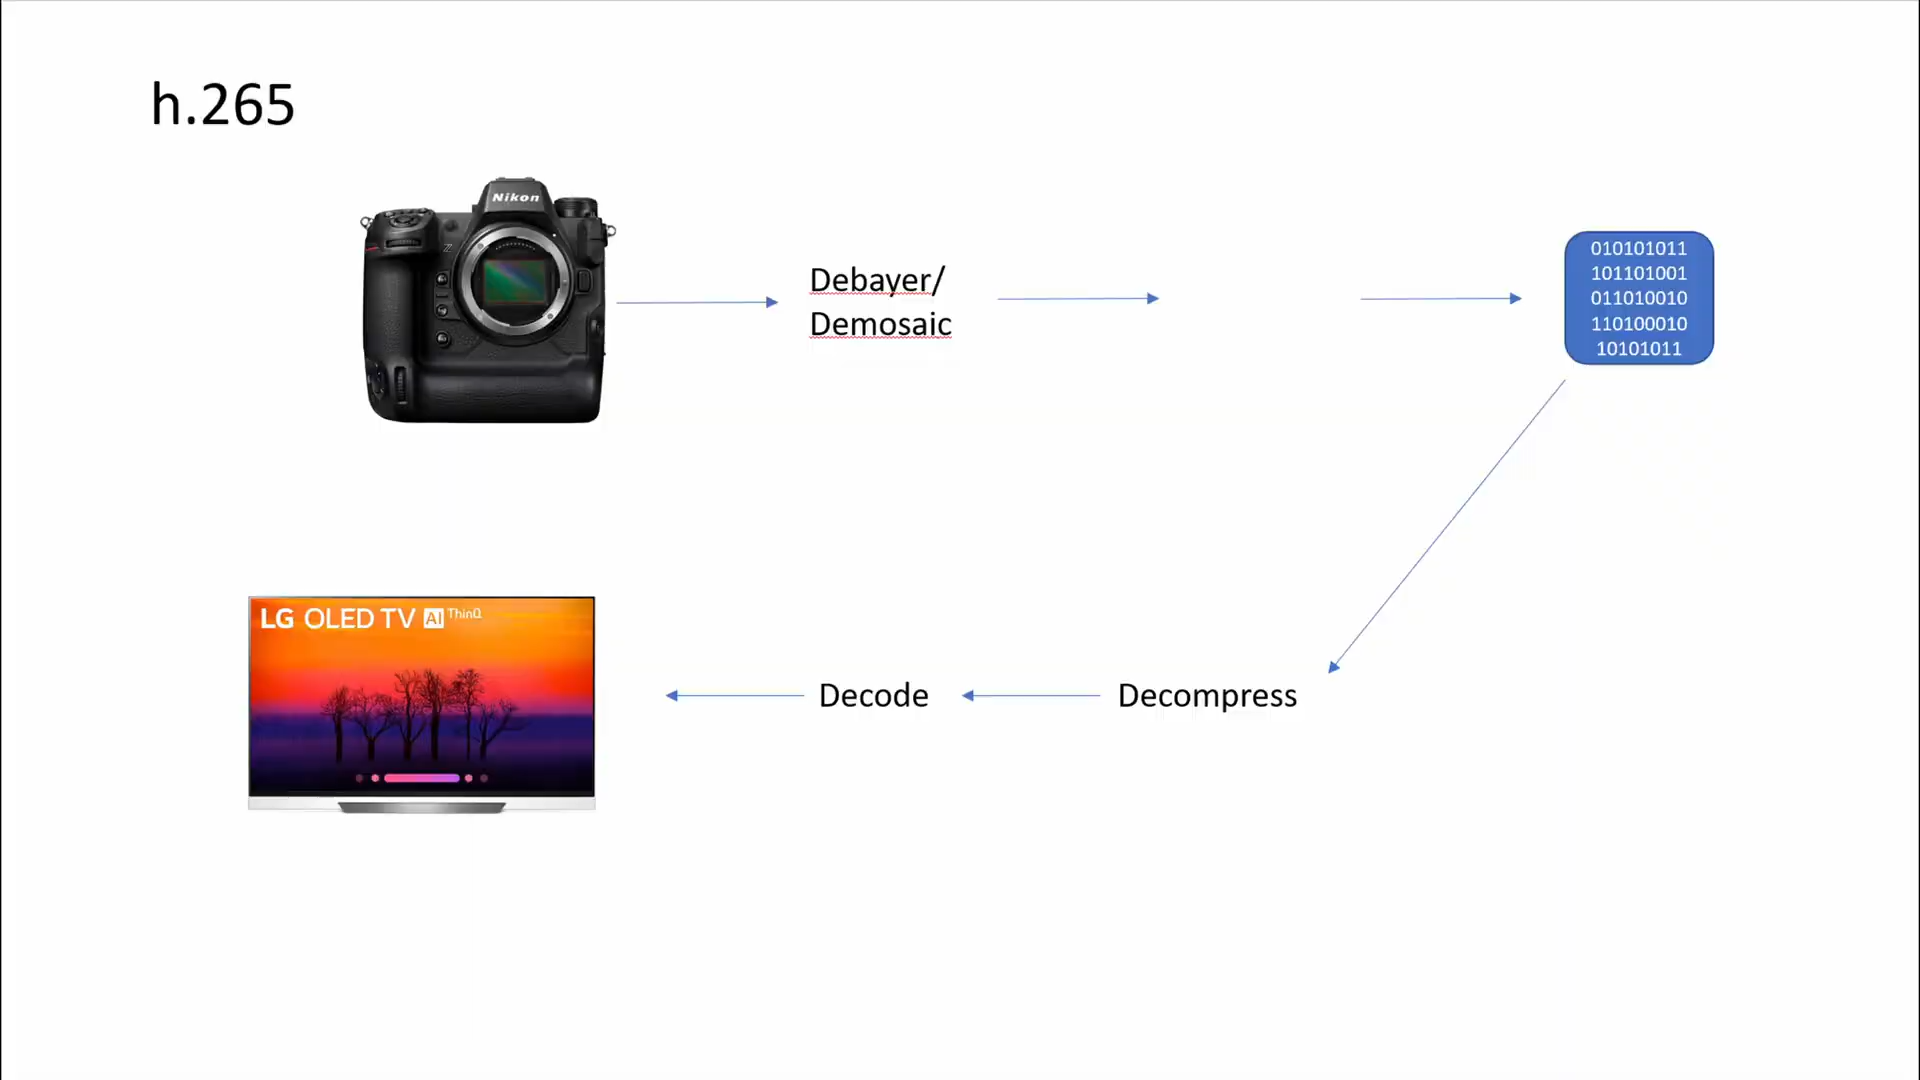 h.265
Nikon
Z
Debayer/
Demosaic
010101011
101101001
011010010
110100010
10101011
LG OLED TV AI ThinQ
Decode
Decompress